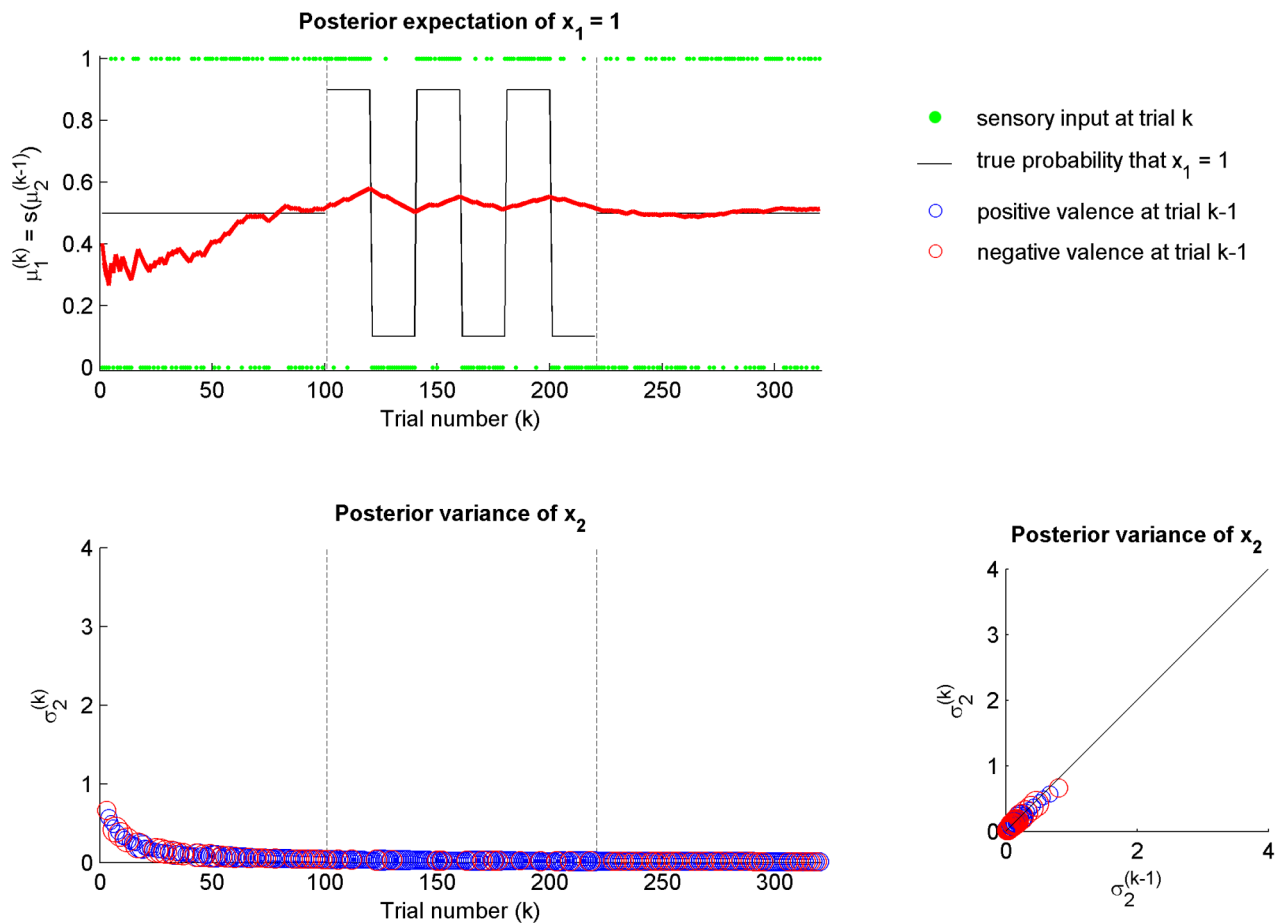 Posterior expectation of x₁ = 1
μ₁⁽ᵏ⁾ = s(μ₂⁽ᵏ⁻¹⁾)
1
0.8
0.6
0.4
0.2
0
0 50 100 150 200 250 300
Trial number (k)
sensory input at trial k
true probability that x₁ = 1
positive valence at trial k-1
negative valence at trial k-1
Posterior variance of x₂
σ₂⁽ᵏ⁾
4
3
2
1
0
0 50 100 150 200 250 300
Trial number (k)
Posterior variance of x₂
σ₂⁽ᵏ⁾
4
3
2
1
0
0 2 4
σ₂⁽ᵏ⁻¹⁾